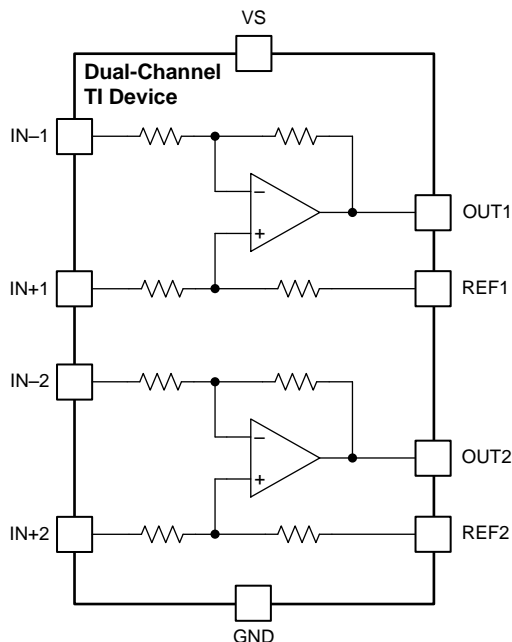 VS
Dual-Channel
TI Device
IN–1
OUT1
IN+1
REF1
IN–2
OUT2
IN+2
REF2
GND